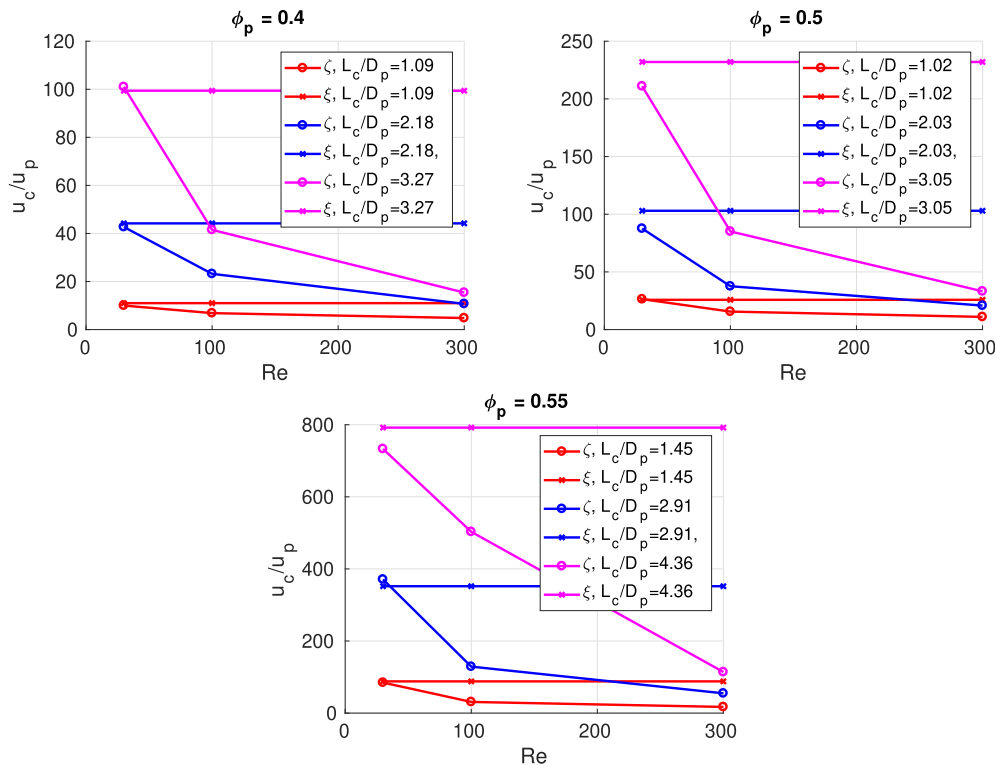 ϕp = 0.4
120
100
80
60
40
20
0
uc/up
0
100
200
300
Re
ζ, Lc/Dp=1.09
ξ, Lc/Dp=1.09
ζ, Lc/Dp=2.18
ξ, Lc/Dp=2.18,
ζ, Lc/Dp=3.27
ξ, Lc/Dp=3.27
ϕp = 0.5
250
200
150
100
50
0
uc/up
0
100
200
300
Re
ζ, Lc/Dp=1.02
ξ, Lc/Dp=1.02
ζ, Lc/Dp=2.03
ξ, Lc/Dp=2.03,
ζ, Lc/Dp=3.05
ξ, Lc/Dp=3.05
ϕp = 0.55
800
600
400
200
0
uc/up
0
100
200
300
Re
ζ, Lc/Dp=1.45
ξ, Lc/Dp=1.45
ζ, Lc/Dp=2.91
ξ, Lc/Dp=2.91,
ζ, Lc/Dp=4.36
ξ, Lc/Dp=4.36